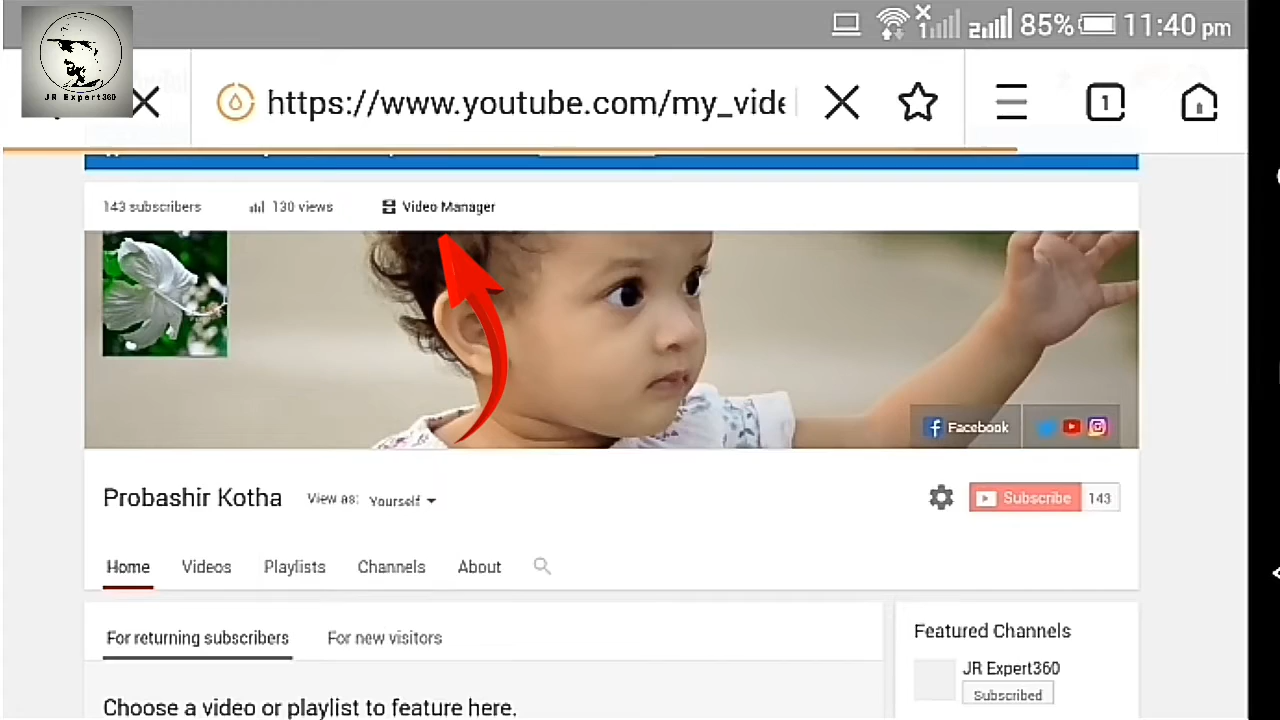 85% 11:40 pm
JR Expert360
https://www.youtube.com/my_vide
1
143 subscribers 130 views Video Manager
Facebook
Probashir Kotha View as: Yourself Subscribe 143
Home Videos Playlists Channels About
For returning subscribers For new visitors
Featured Channels
JR Expert360
Subscribed
Choose a video or playlist to feature here.